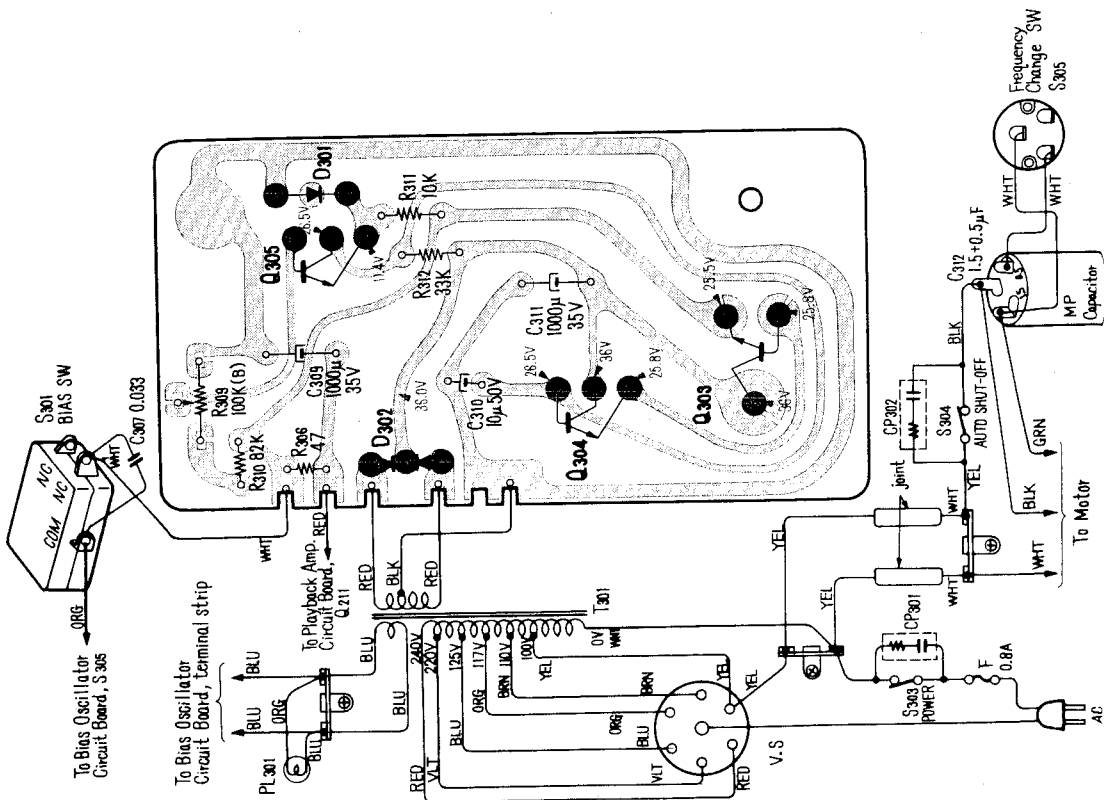 S301
BIAS SW
COM NC NC
C307 0.033
WHT
ORG
To Bias Oscillator
Circuit Board, S305
WHT
R309
100K(B)
R310 82K
R306
47
C309
1000μ
35V
Q305
26.5V
11.4V
D301
R311
10K
R312
33K
D302
36.0V
C310
10μ 50V
C311
1000μ
35V
26.5V
36V
25.8V
Q304
Q303
25.5V
25.8V
36V
RED
To Playback Amp.
Circuit Board,
Q211
RED
BLK
RED
To Bias Oscillator
Circuit Board, terminal strip
BLU
BLU
ORG
BLU
PL301
BLU
BLU
T301
240V
220V
125V
117V
110V
100V
0V
WHT
RED
VLT
BLU
ORG
BRN
YEL
BRN
YEL
ORG
BLU
VLT
RED
V.S
YEL
YEL
YEL
joint
WHT
WHT
WHT
YEL
CP301
S303
POWER
F
0.8A
AC
CP302
S304
AUTO SHUT-OFF
BLK
BLK
GRN
To Motor
C312
1.5+0.5μF
MP
Capacitor
WHT
WHT
Frequency
Change SW
S305